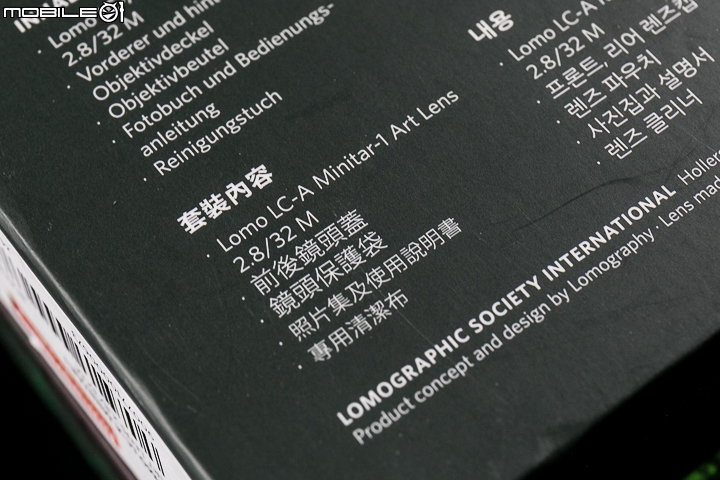 MOBILE01
Lomo
2.8/32 M
· Vorderer und hint
Objektivdeckel
· Objektivbeutel
· Fotobuch und Bedienungs-
anleitung
· Reinigungstuch
套裝內容
· Lomo LC-A Minitar-1 Art Lens
2.8/32 M
· 前後鏡頭蓋
· 鏡頭保護袋
· 照片集及使用說明書
· 專用清潔布
내용
· Lomo LC-A
2.8/32 M
· 프론트, 리어 렌즈캡
· 렌즈 파우치
· 사진집과 설명서
· 렌즈 클리너
LOMOGRAPHIC SOCIETY INTERNATIONAL Hollerg
Product concept and design by Lomography · Lens made